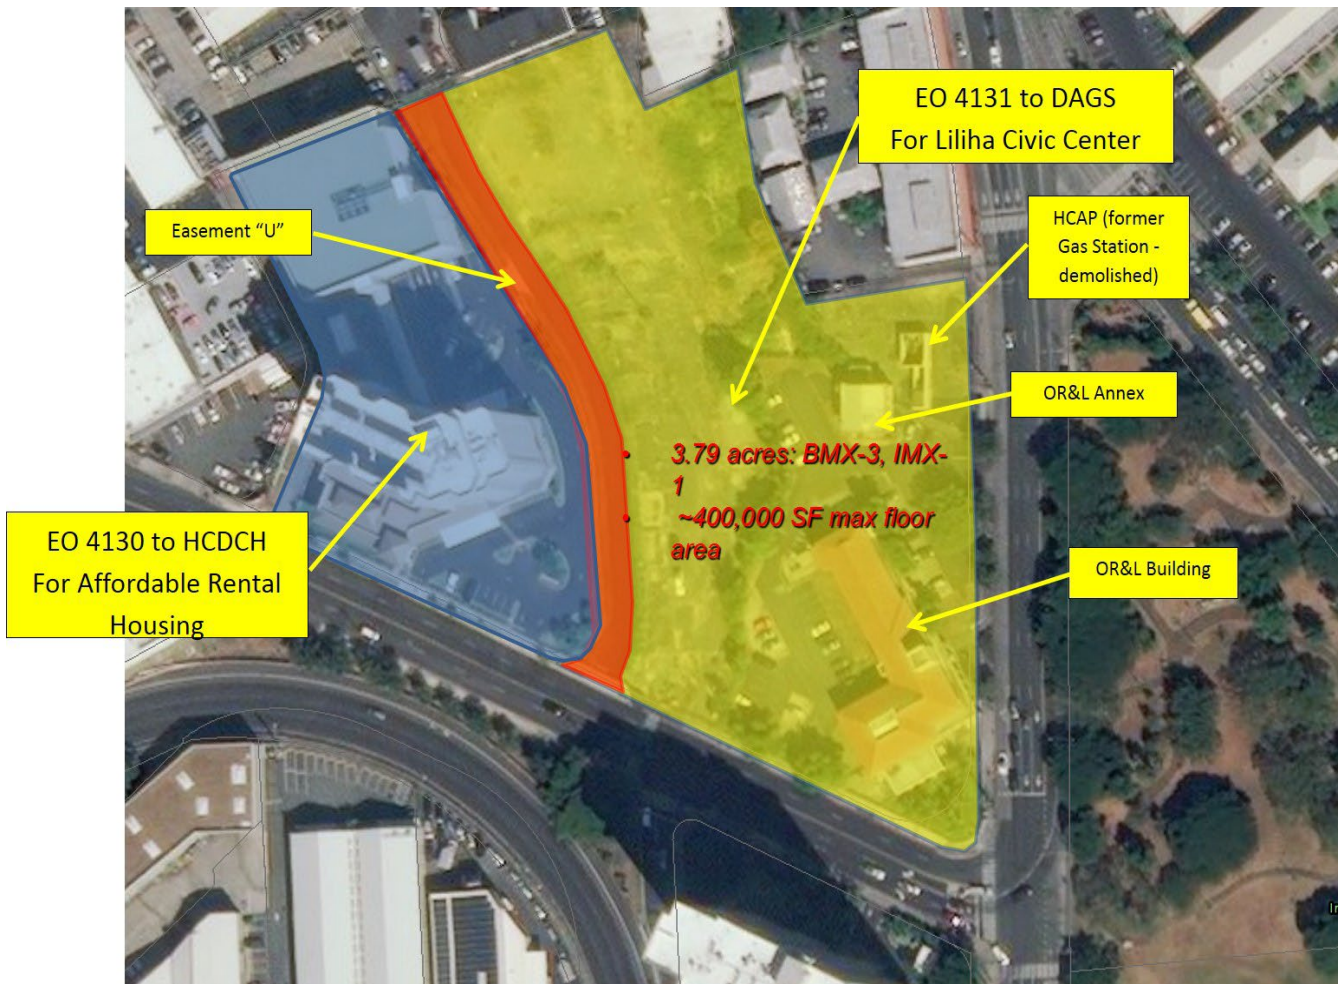 EO 4131 to DAGS
For Liliha Civic Center
HCAP (former
Gas Station -
demolished)
Easement “U”
OR&L Annex
• 3.79 acres: BMX-3, IMX-
1
• ~400,000 SF max floor
area
EO 4130 to HCDCH
For Affordable Rental
Housing
OR&L Building